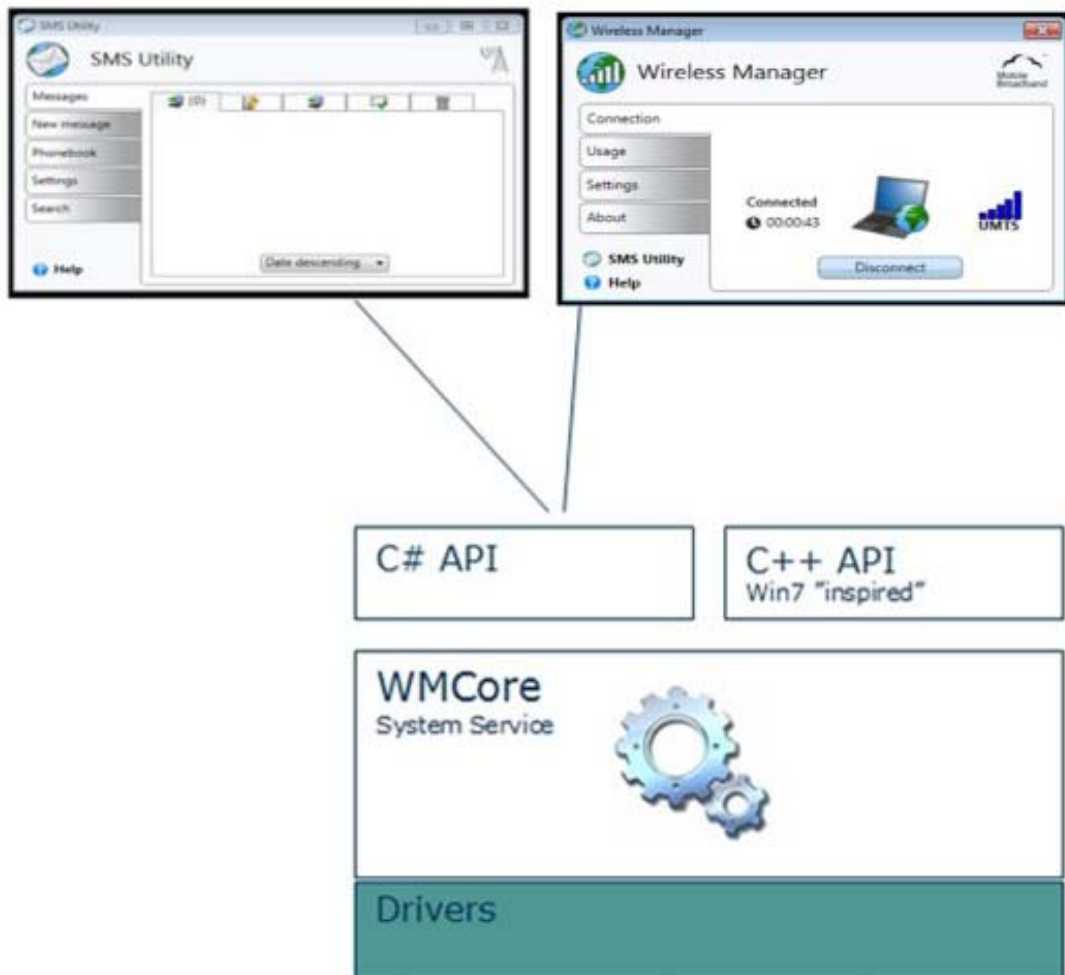 SMS Utility
SMS Utility
Messages
New message
Phonebook
Settings
Search
Help
(0)
Date descending
Wireless Manager
Wireless Manager
Mobile
Broadband
Connection
Usage
Settings
About
SMS Utility
Help
Connected
00:00:43
UMTS
Disconnect
C# API
C++ API
Win7 "inspired"
WMCore
System Service
Drivers